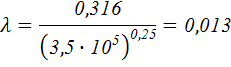 λ = 0,316 / (3,5 · 10⁵)^0,25 = 0,013